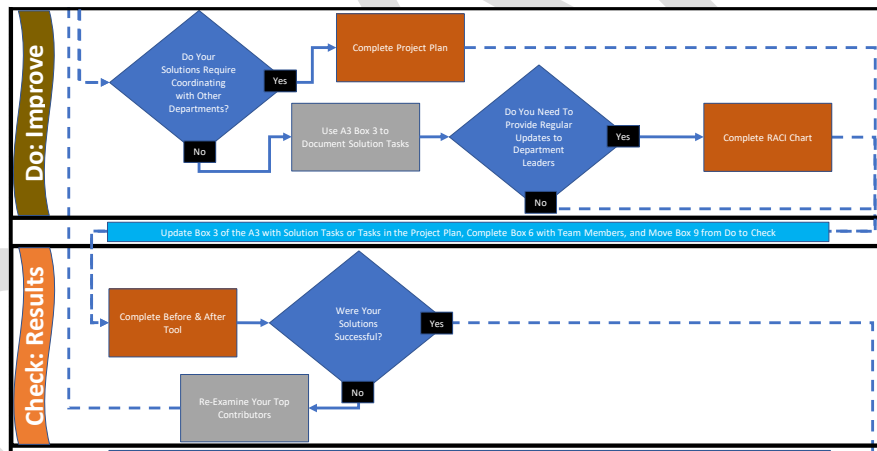 Do: Improve
Do Your
Solutions Require
Coordinating
with Other
Departments?
Yes
No
Complete Project Plan
Use A3 Box 3 to
Document Solution Tasks
Do You Need To
Provide Regular
Updates to
Department
Leaders
Yes
No
Complete RACI Chart
Update Box 3 of the A3 with Solution Tasks or Tasks in the Project Plan, Complete Box 6 with Team Members, and Move Box 9 from Do to Check
Check: Results
Complete Before & After
Tool
Were Your
Solutions
Successful?
Yes
No
Re-Examine Your Top
Contributors